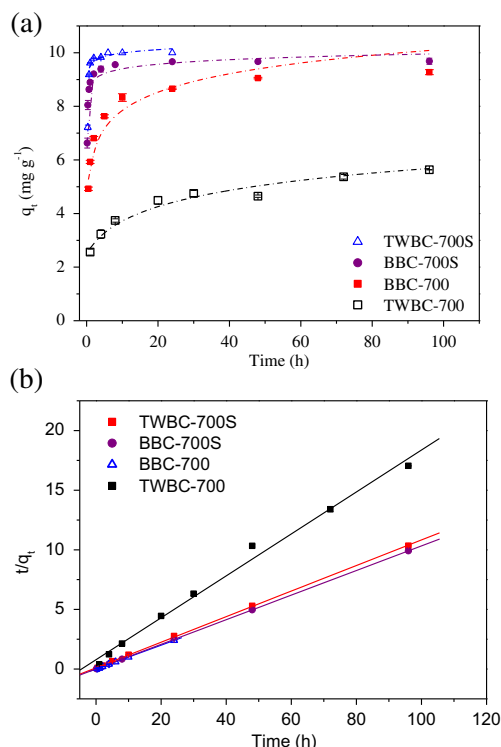 (a)
q_t (mg g^-1)
10
8
6
4
2
0
0 20 40 60 80 100
Time (h)
TWBC-700S
BBC-700S
BBC-700
TWBC-700
(b)
t/q_t
20
15
10
5
0
0 20 40 60 80 100 120
Time (h)
TWBC-700S
BBC-700S
BBC-700
TWBC-700